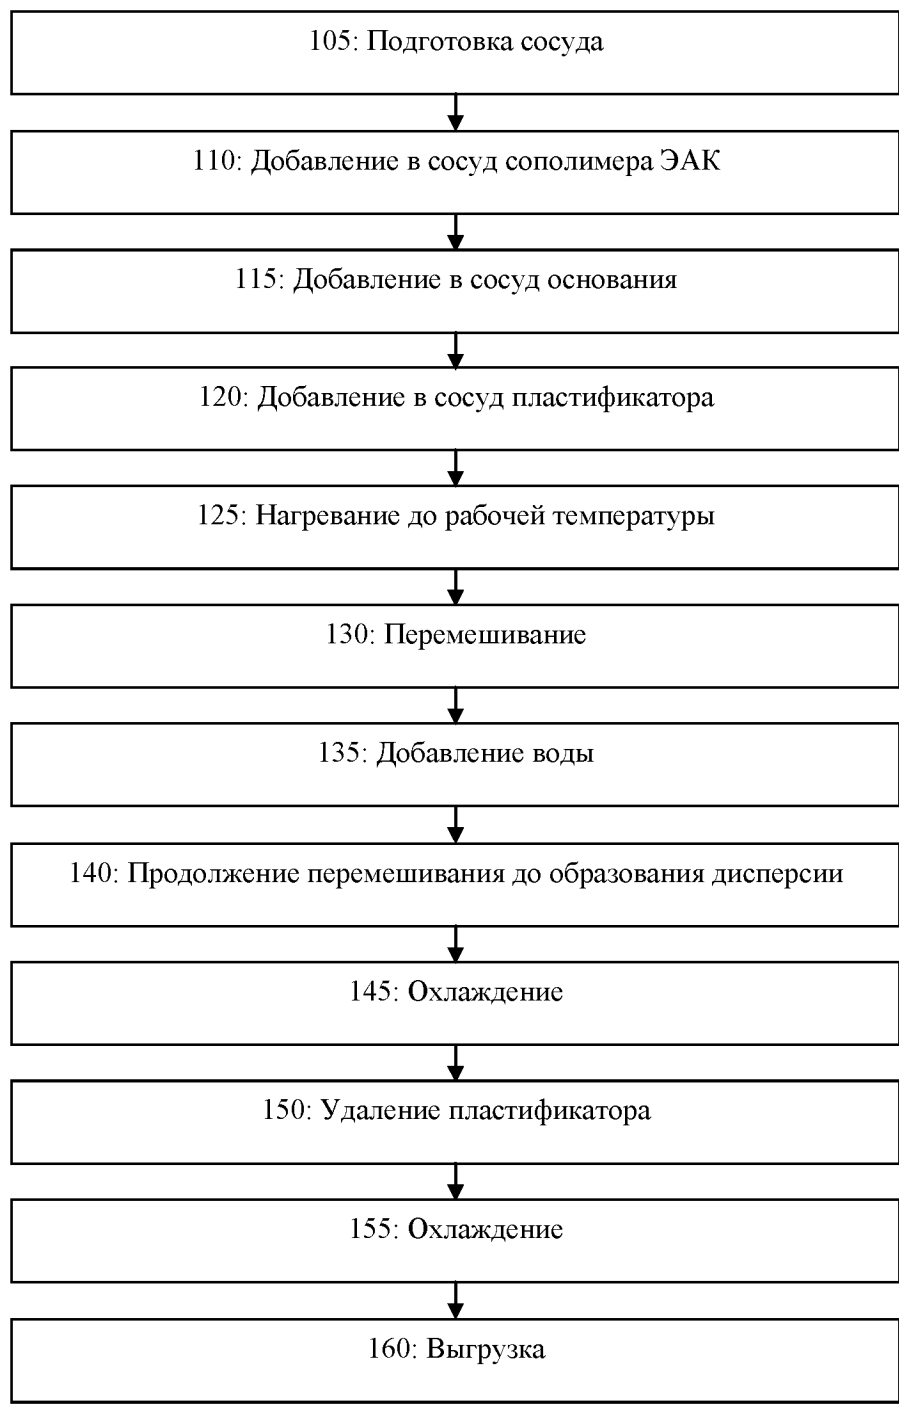 105: Подготовка сосуда
110: Добавление в сосуд сополимера ЭАК
115: Добавление в сосуд основания
120: Добавление в сосуд пластификатора
125: Нагревание до рабочей температуры
130: Перемешивание
135: Добавление воды
140: Продолжение перемешивания до образования дисперсии
145: Охлаждение
150: Удаление пластификатора
155: Охлаждение
160: Выгрузка